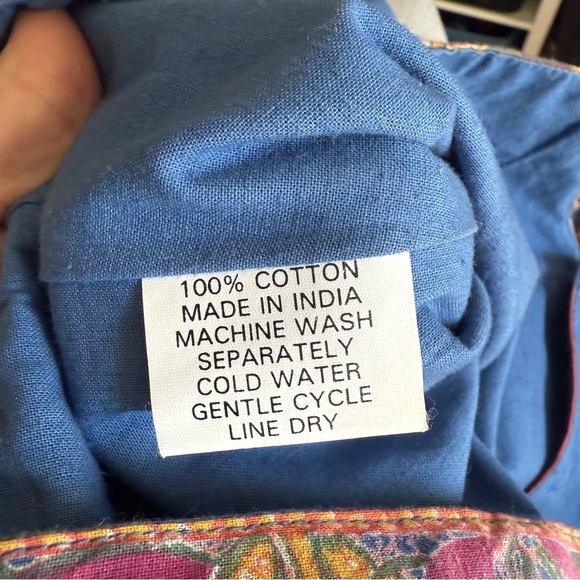 100% COTTON
MADE IN INDIA
MACHINE WASH
SEPARATELY
COLD WATER
GENTLE CYCLE
LINE DRY